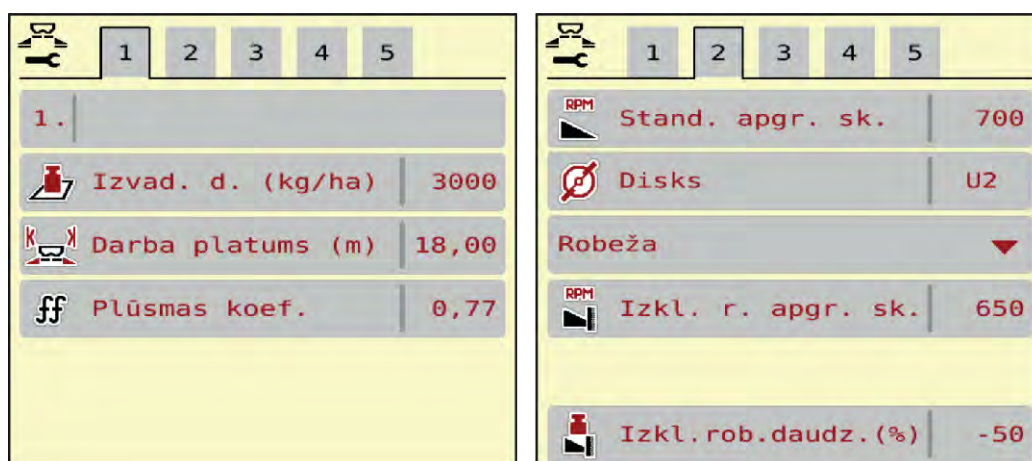 1 2 3 4 5
1.
Izvad. d. (kg/ha) 3000
K K
Darba platums (m) 18,00
ff Plūsmas koef. 0,77
1 2 3 4 5
RPM
Stand. apgr. sk. 700
Disks U2
Robeža
RPM
Izkl. r. apgr. sk. 650
Izkl.rob.daudz.(%) -50